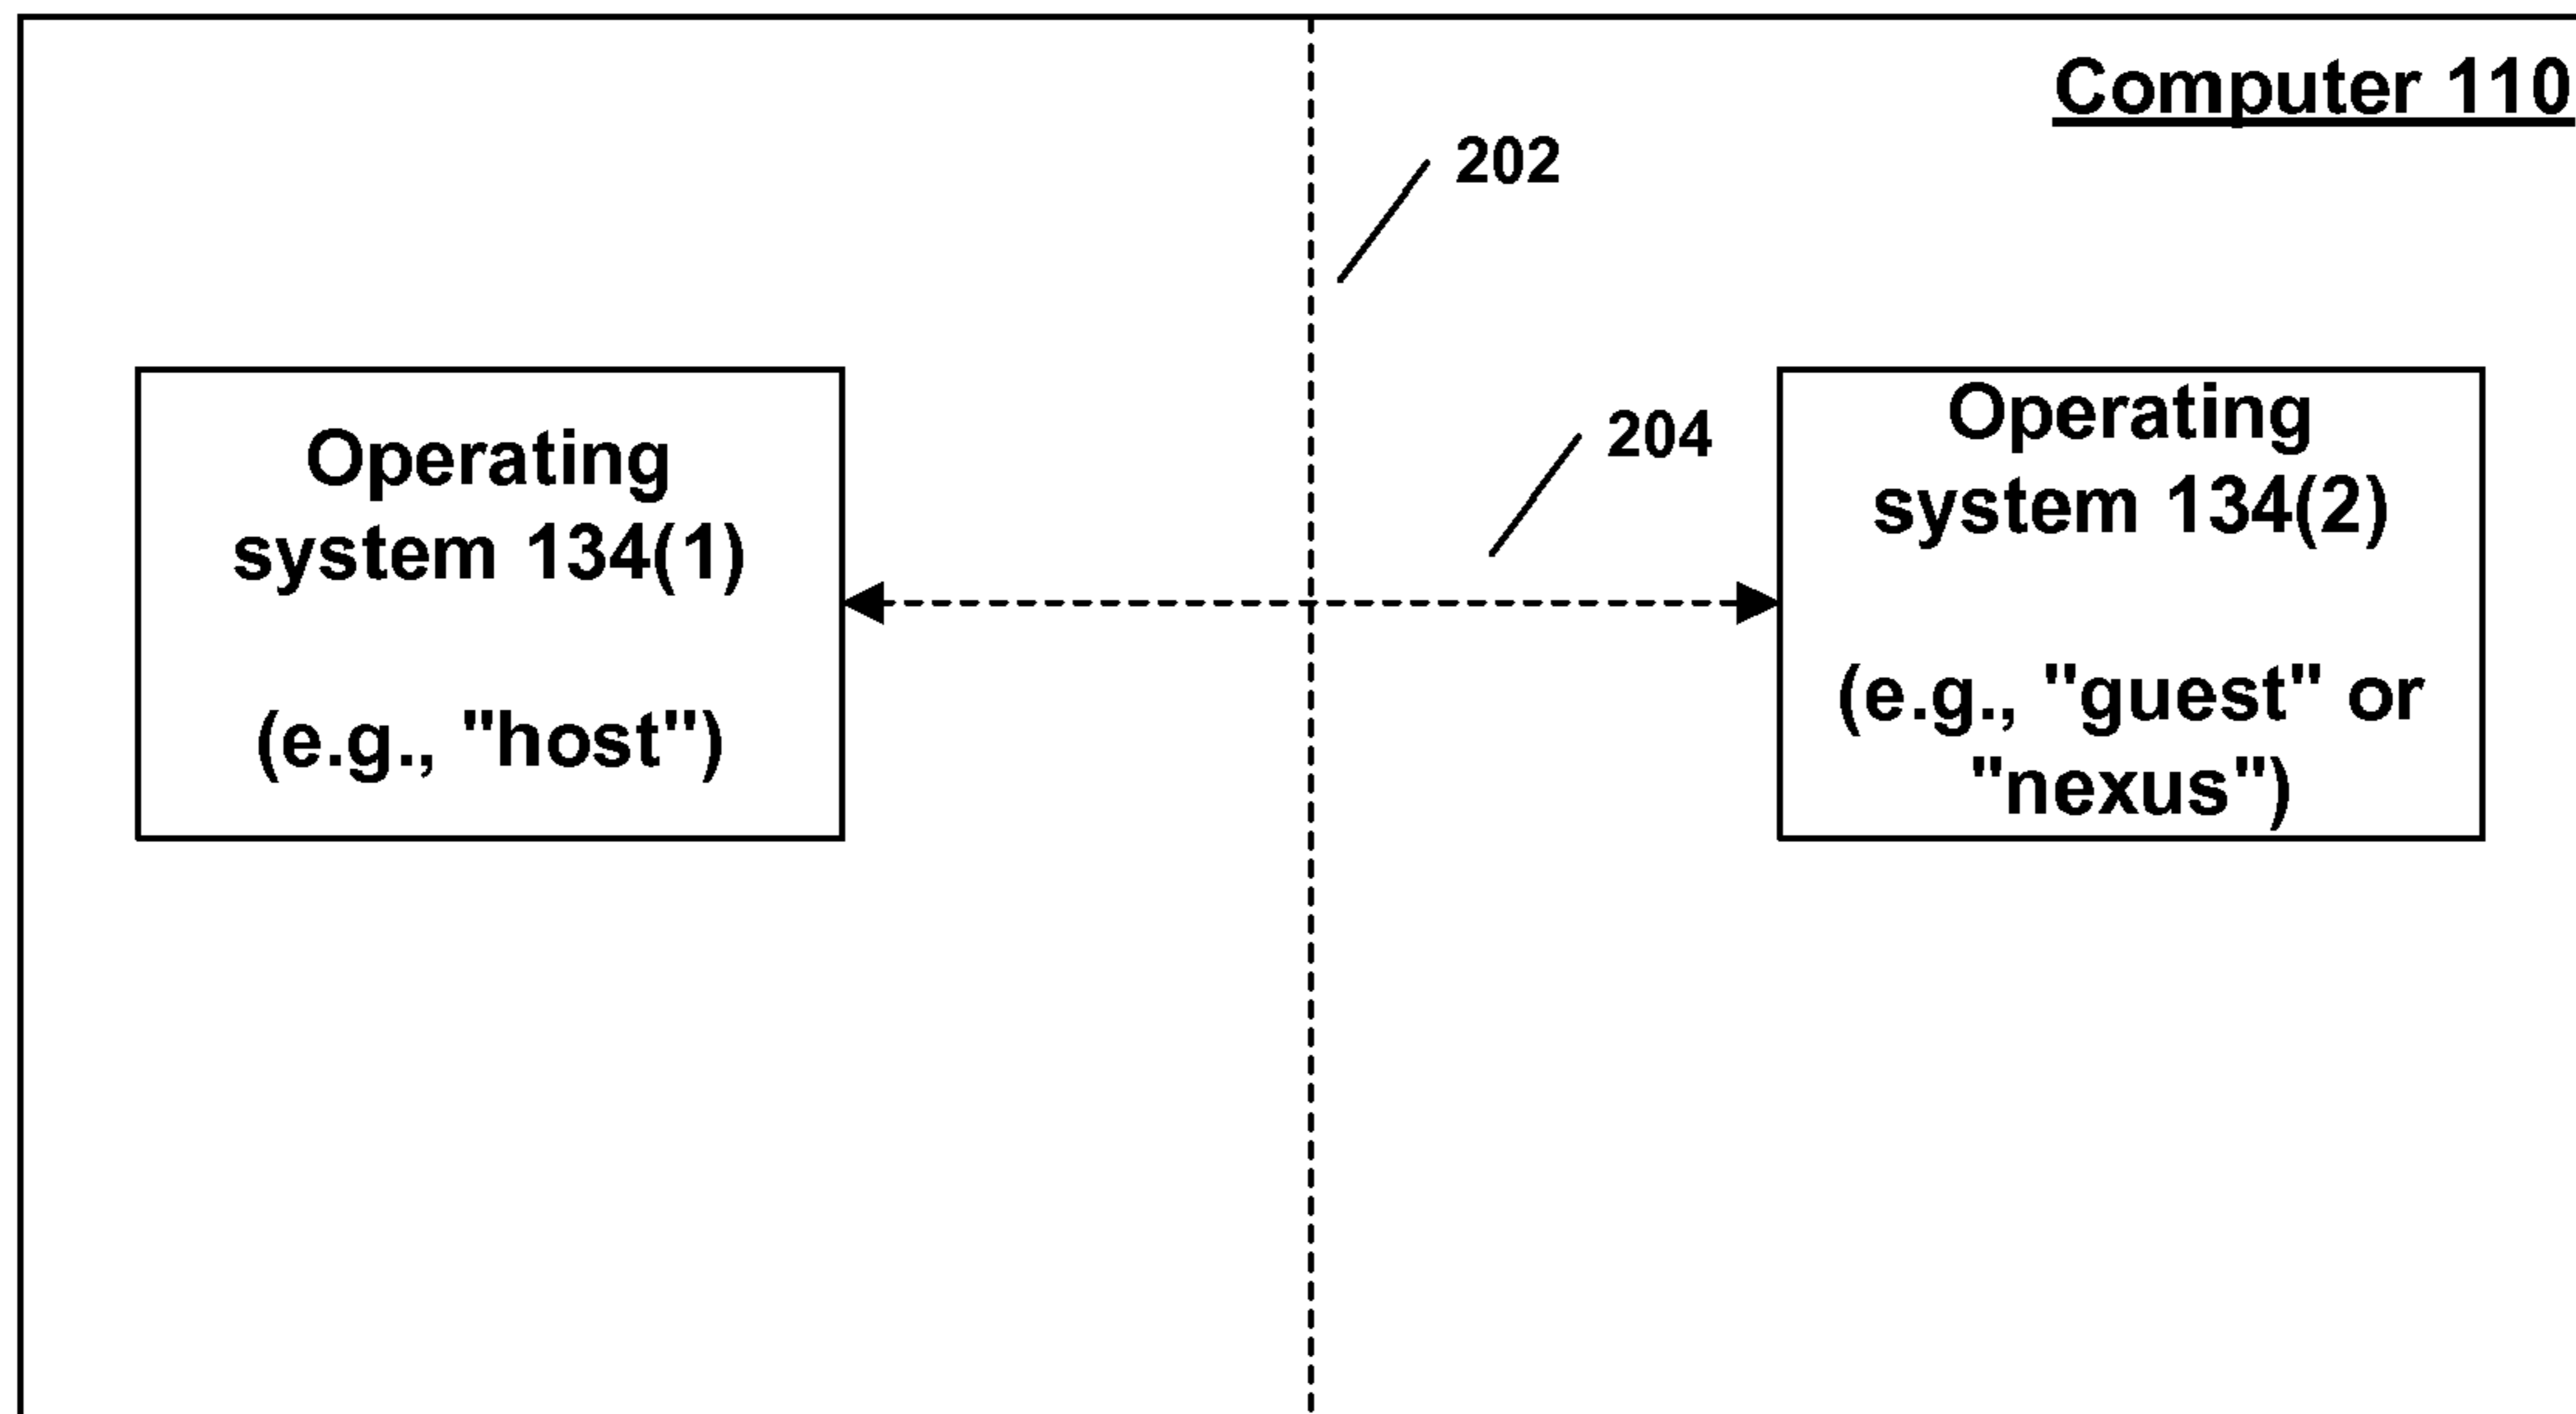 Computer 110
202
204
Operating
system 134(1)
(e.g., "host")
Operating
system 134(2)
(e.g., "guest" or
"nexus")